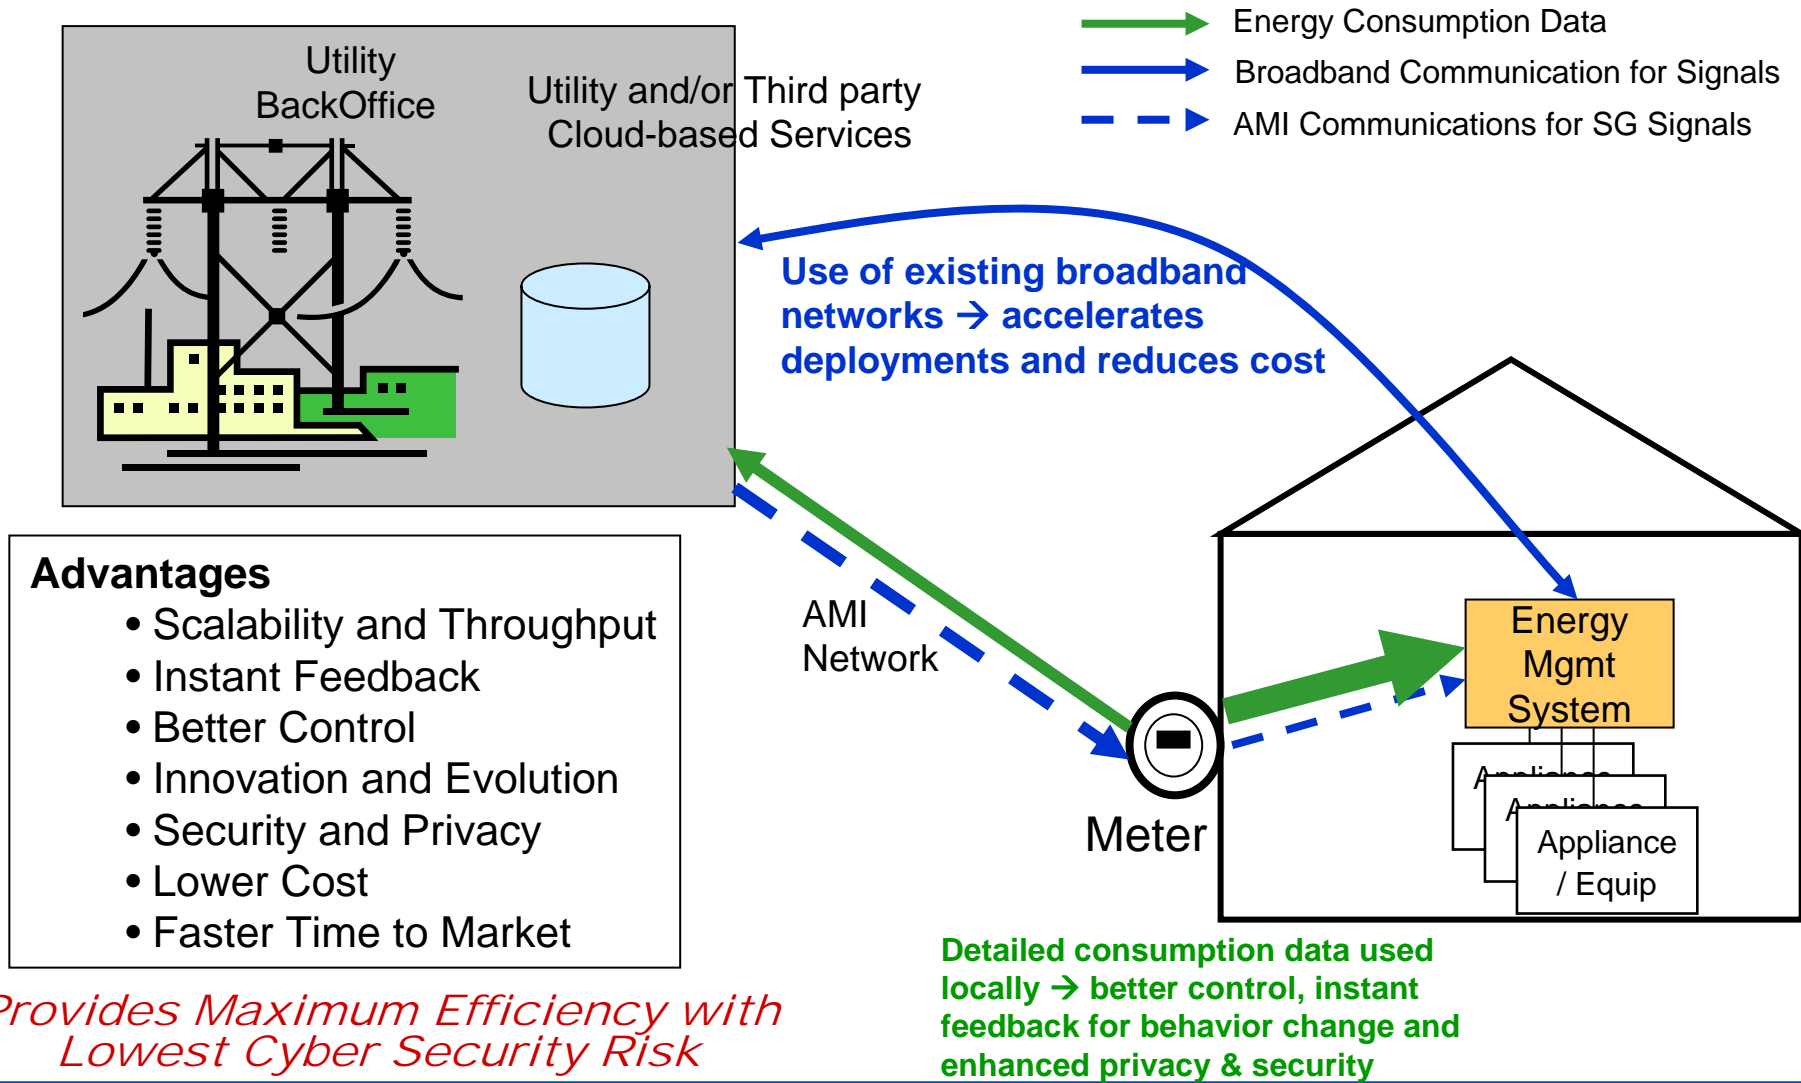 Energy Consumption Data
Broadband Communication for Signals
AMI Communications for SG Signals
Utility
BackOffice
Utility and/or Third party
Cloud-based Services
Use of existing broadband
networks → accelerates
deployments and reduces cost
Advantages
• Scalability and Throughput
• Instant Feedback
• Better Control
• Innovation and Evolution
• Security and Privacy
• Lower Cost
• Faster Time to Market
AMI
Network
Meter
Energy
Mgmt
System
Appliance
Appliance
Appliance
/ Equip
Provides Maximum Efficiency with
Lowest Cyber Security Risk
Detailed consumption data used
locally → better control, instant
feedback for behavior change and
enhanced privacy & security